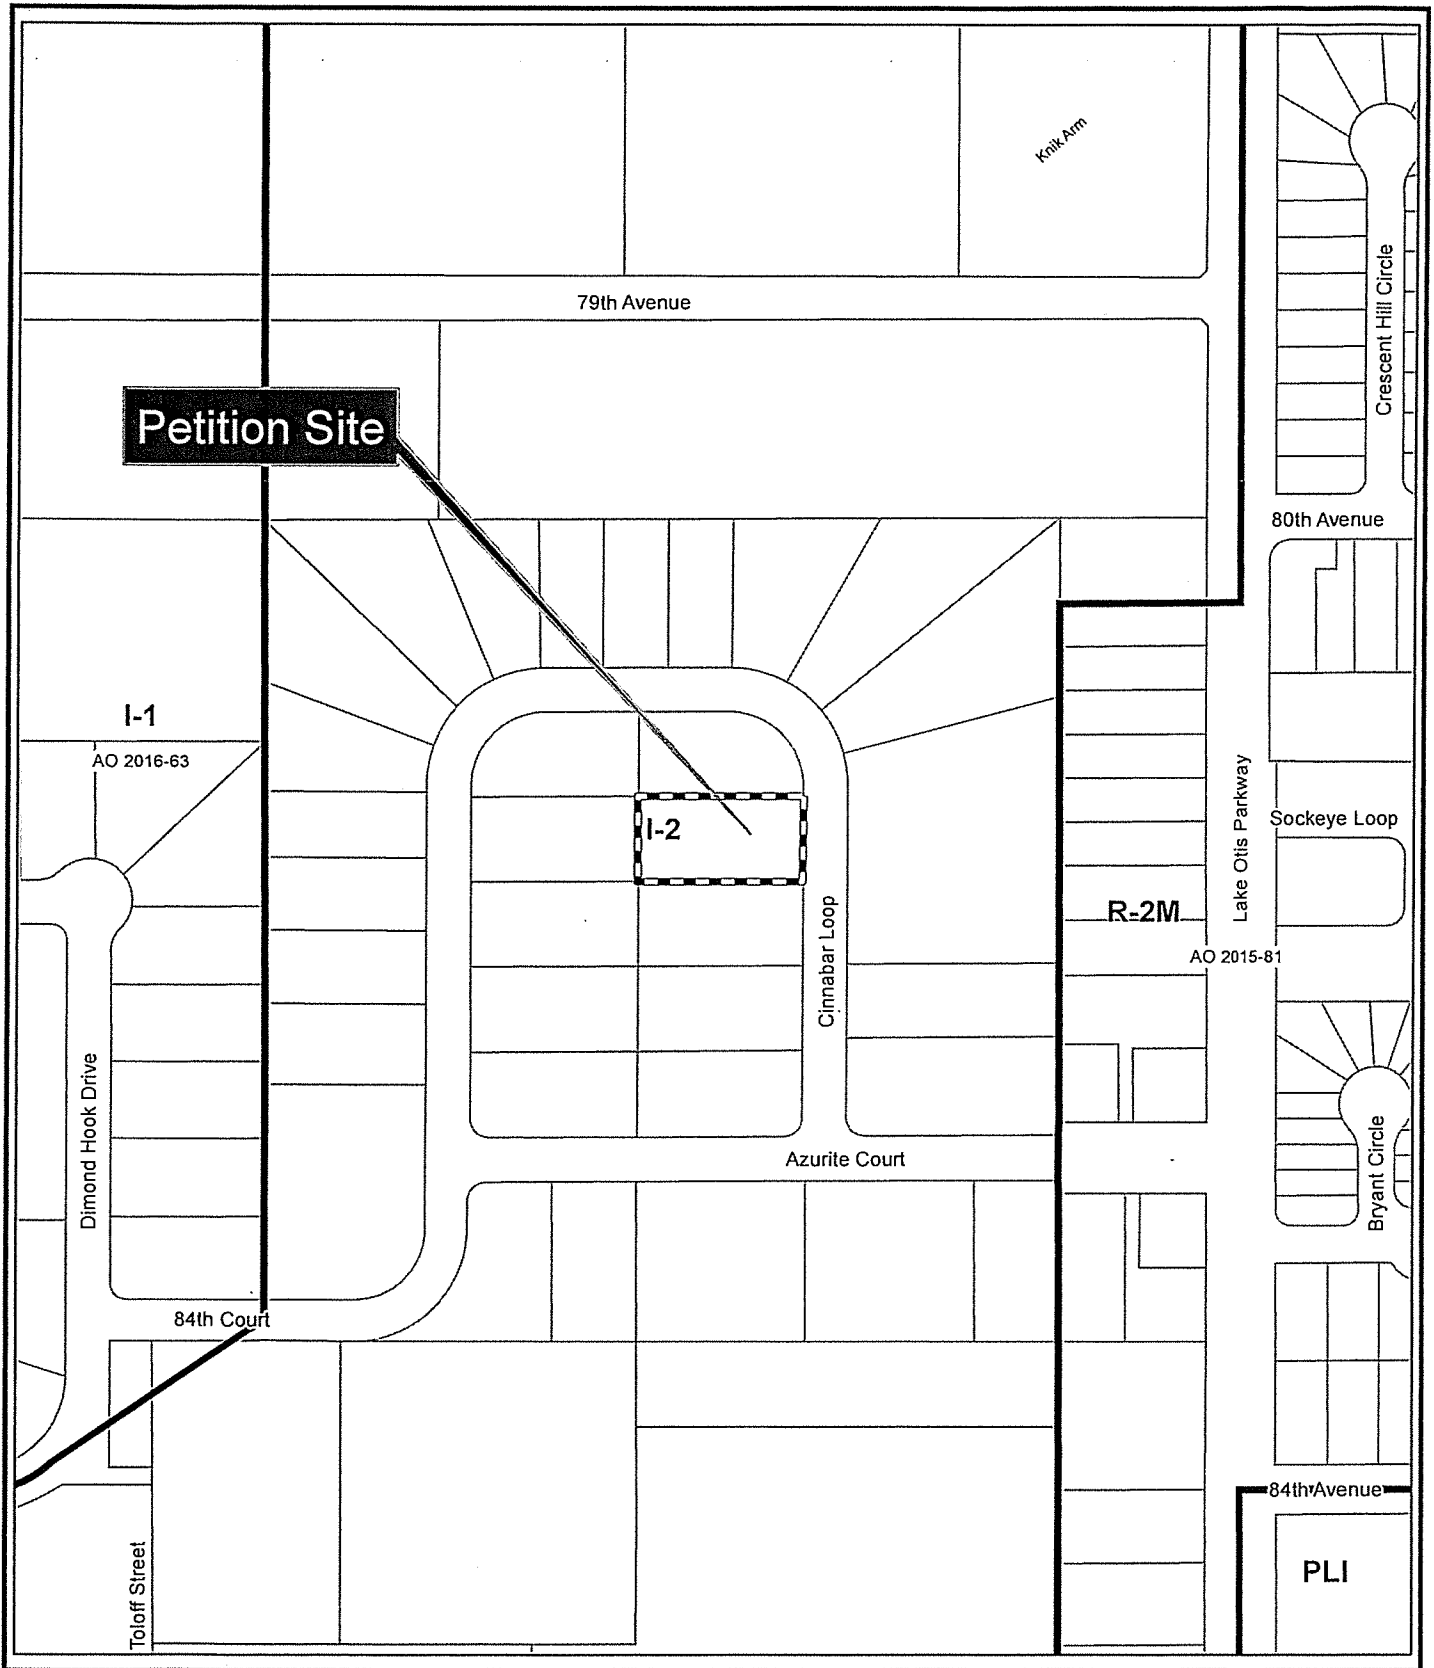 Knik Arm
79th Avenue
Crescent Hill Circle
Petition Site
80th Avenue
I-1
AO 2016-63
I-2
Sockeye Loop
Lake Otis Parkway
R-2M
AO 2015-81
Cinnabar Loop
Dimond Hook Drive
Azurite Court
Bryant Circle
84th Court
84th Avenue
PLI
Toloff Street